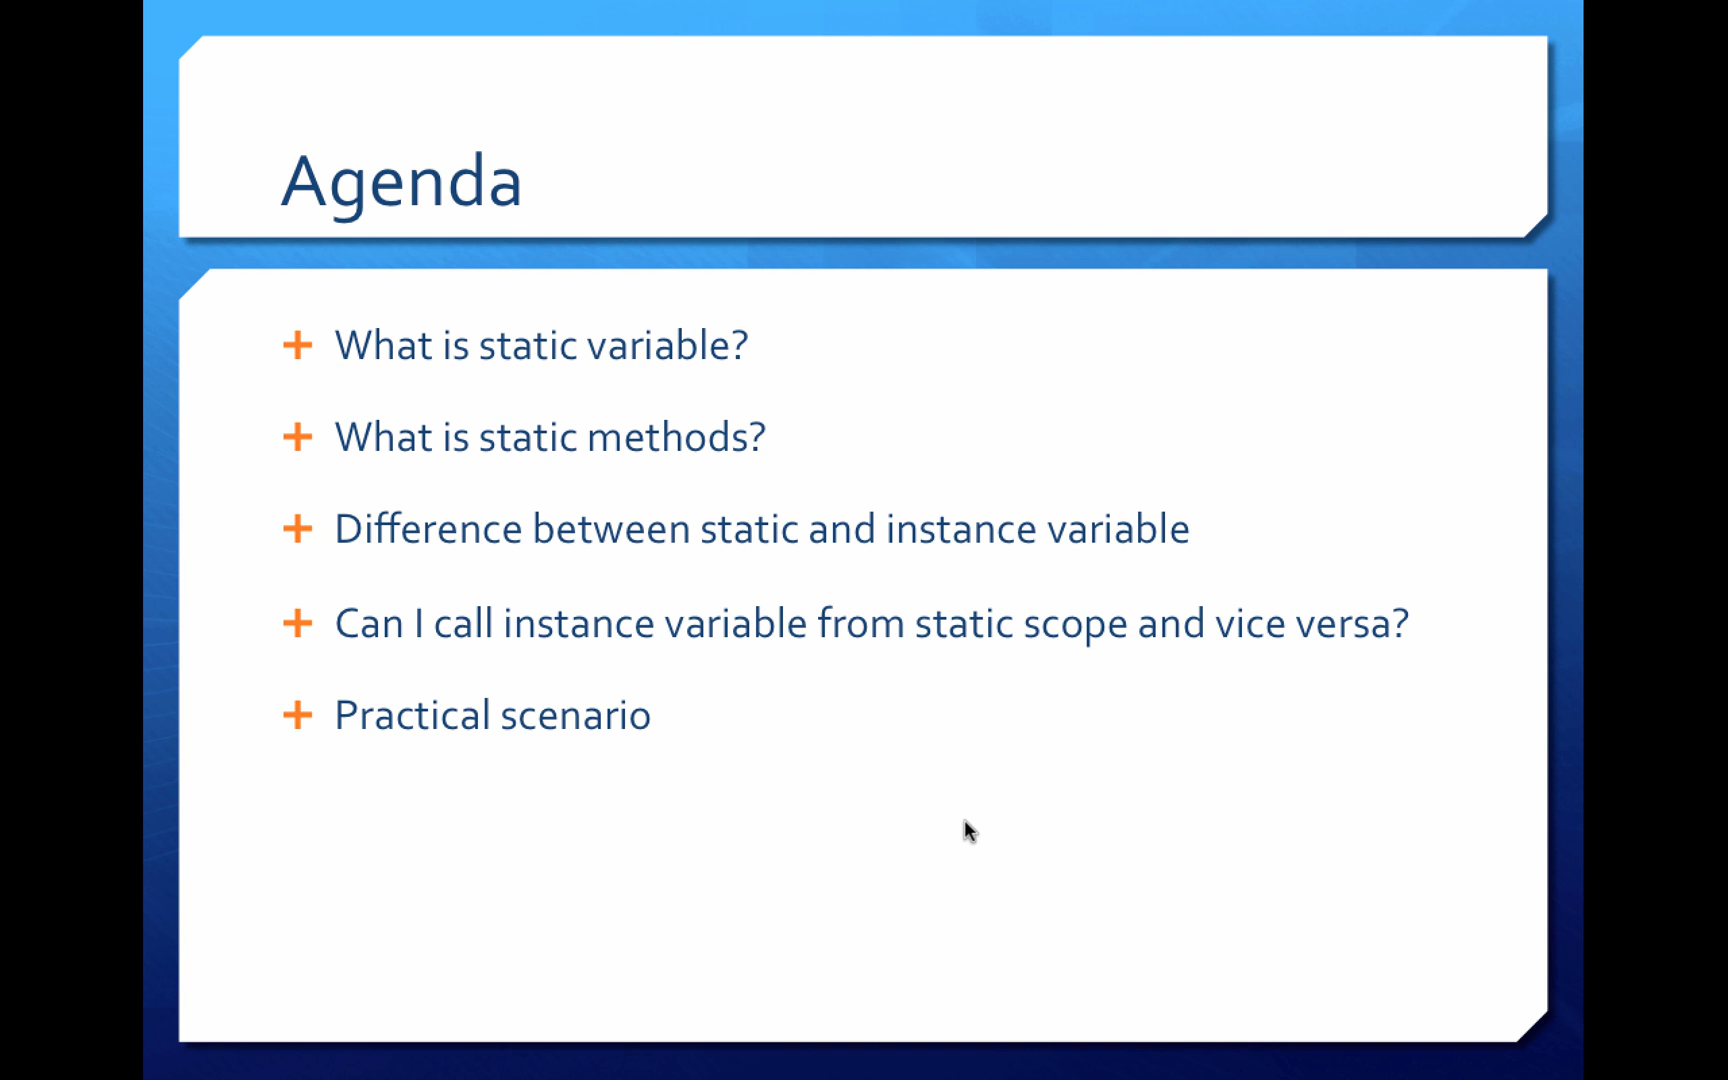 Agenda
What is static variable?
What is static methods?
Difference between static and instance variable
Can I call instance variable from static scope and vice versa?
Practical scenario